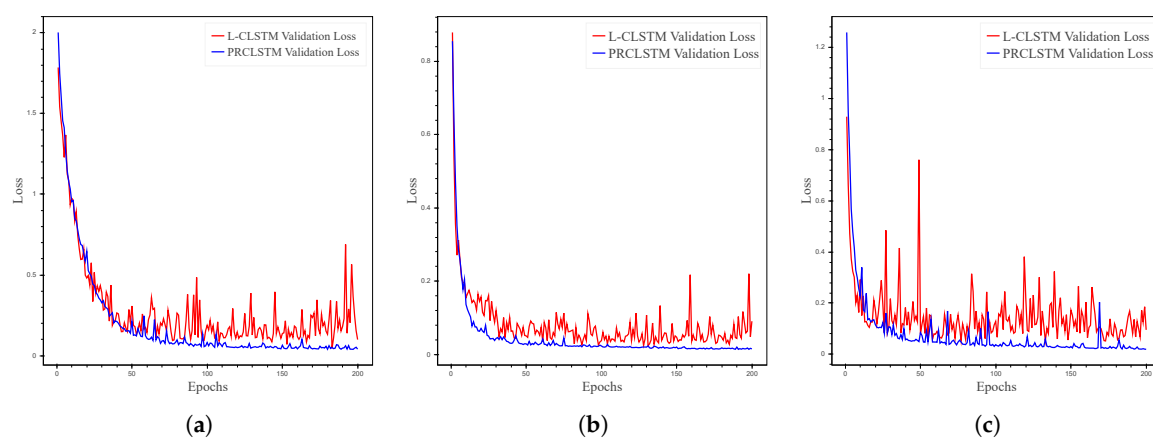 L-CLSTM Validation Loss
PRCLSTM Validation Loss
2
1.5
1
0.5
0
Loss
0
50
100
150
200
Epochs
(a)
L-CLSTM Validation Loss
PRCLSTM Validation Loss
0.8
0.6
0.4
0.2
0
Loss
0
50
100
150
200
Epochs
(b)
L-CLSTM Validation Loss
PRCLSTM Validation Loss
1.2
1
0.8
0.6
0.4
0.2
0
Loss
0
50
100
150
200
Epochs
(c)